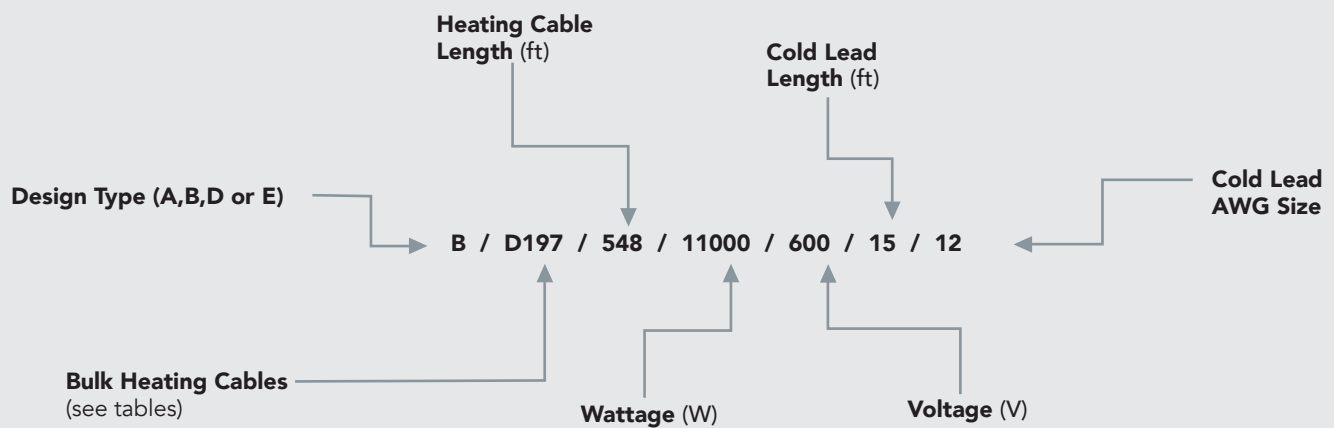 Heating Cable
Length (ft)
Cold Lead
Length (ft)
Design Type (A,B,D or E)
Cold Lead
AWG Size
B / D197 / 548 / 11000 / 600 / 15 / 12
Bulk Heating Cables
(see tables)
Wattage (W)
Voltage (V)